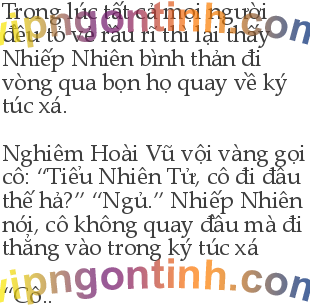 Trong lúc tất cả mọi người
đều tỏ vẻ rầu rĩ thì lại thấy
Nhiếp Nhiên bình thản đi
vòng qua bọn họ quay về ký
túc xá.
Nghiêm Hoài Vũ vội vàng gọi
cô: “Tiểu Nhiên Tử, cô đi đâu
thế hả?” “Ngủ.” Nhiếp Nhiên
nói, cô không quay đầu mà đi
thẳng vào trong ký túc xá
“Cô..
vipngontinh.com
vipngontinh.com